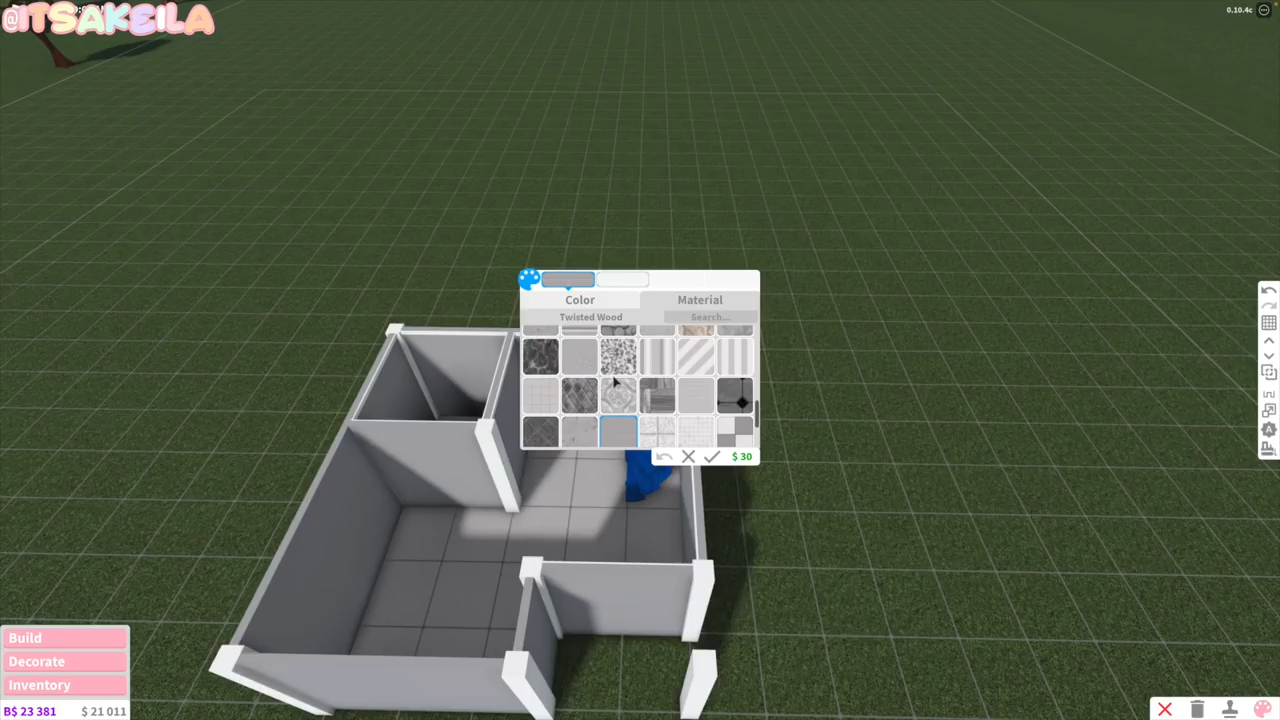 @ITSAKEILA
0.10.4c
Color
Material
Twisted Wood
Search...
$ 30
Build
Decorate
Inventory
B$ 23 381
$ 21 011